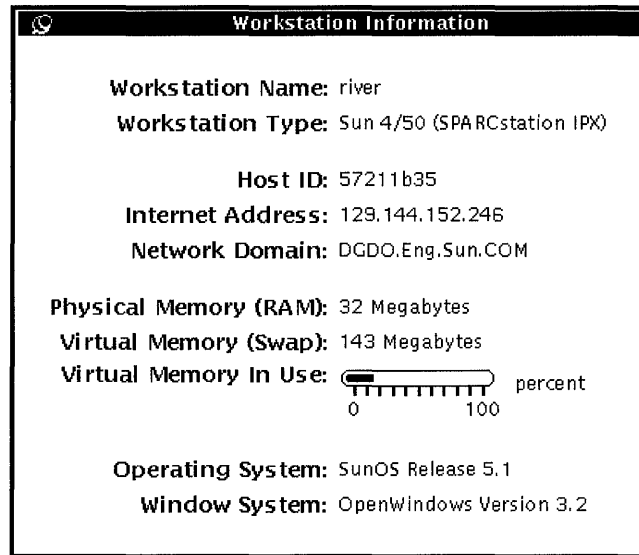 Workstation Information
Workstation Name: river
Workstation Type: Sun 4/50 (SPARCstation IPX)
Host ID: 57211b35
Internet Address: 129.144.152.246
Network Domain: DGDO.Eng.Sun.COM
Physical Memory (RAM): 32 Megabytes
Virtual Memory (Swap): 143 Megabytes
Virtual Memory In Use: percent
0 100
Operating System: SunOS Release 5.1
Window System: OpenWindows Version 3.2